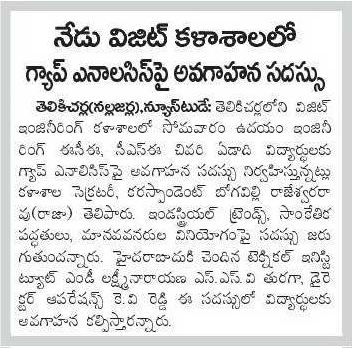 నేడు విజిట్ కళాశాలలో
గ్యాప్ ఎనాలసిస్‌పై అవగాహన సదస్సు
తెలికిచర్ల(నల్లజర్ల),న్యూస్‌టుడే: తెలికిచర్లలోని విజిట్
ఇంజినీరింగ్ కళాశాలలో సోమవారం ఉదయం ఇంజినీ
రింగ్ ఈసీఈ, సీఎస్ఈ చివరి ఏడాది విద్యార్థులకు
గ్యాప్ ఎనాలిసిస్‌పై అవగాహన సదస్సు నిర్వహిస్తున్నట్లు
కళాశాల సెక్రటరీ, కరస్పాండెంట్ బోగవిల్లి రాజేశ్వరరా
వు(రాజా) తెలిపారు. ఇండస్ట్రియల్ ట్రెండ్స్, సాంకేతిక
పద్ధతులు, మానవవనరుల వినియోగంపై సదస్సు జరు
గుతుందన్నారు. హైదరాబాదుకి చెందిన టెక్నికల్ ఇనిస్టి
ట్యూట్ ఎండీ లక్ష్మీనారాయణ ఎస్.ఎస్.వి తురగా, డైరె
క్టర్ ఆపరేషన్స్ కె.వి రెడ్డి ఈ సదస్సులో విద్యార్థులకు
అవగాహన కల్పిస్తారన్నారు.